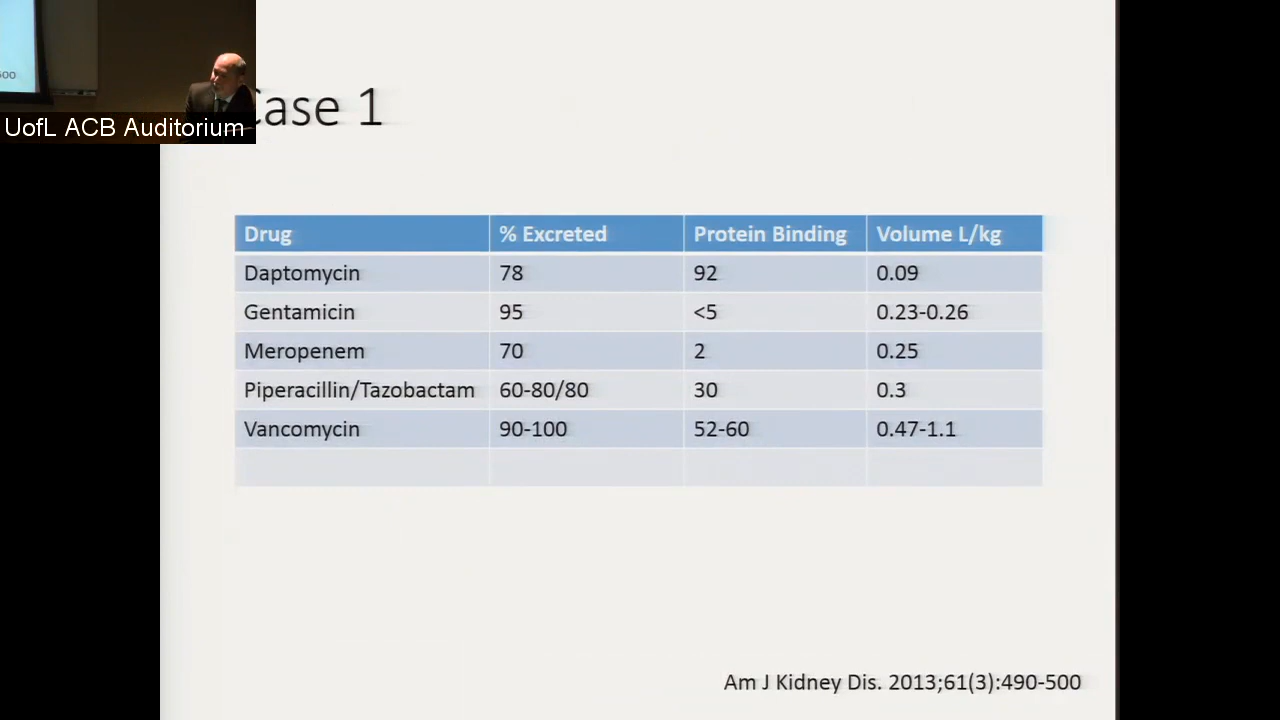 500
UofL ACB Auditorium
Case 1
Drug % Excreted Protein Binding Volume L/kg
Daptomycin 78 92 0.09
Gentamicin 95 <5 0.23-0.26
Meropenem 70 2 0.25
Piperacillin/Tazobactam 60-80/80 30 0.3
Vancomycin 90-100 52-60 0.47-1.1
Am J Kidney Dis. 2013;61(3):490-500